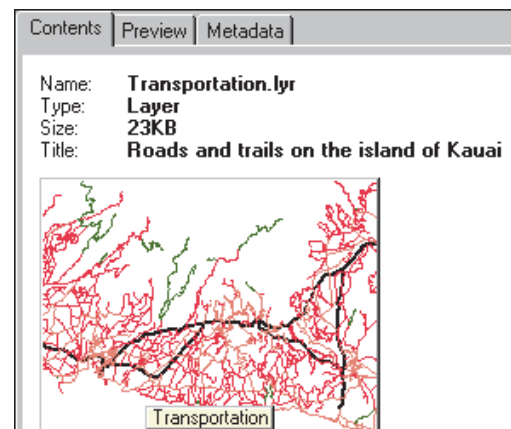 Contents Preview Metadata
Name: Transportation.lyr
Type: Layer
Size: 23KB
Title: Roads and trails on the island of Kauai
Transportation